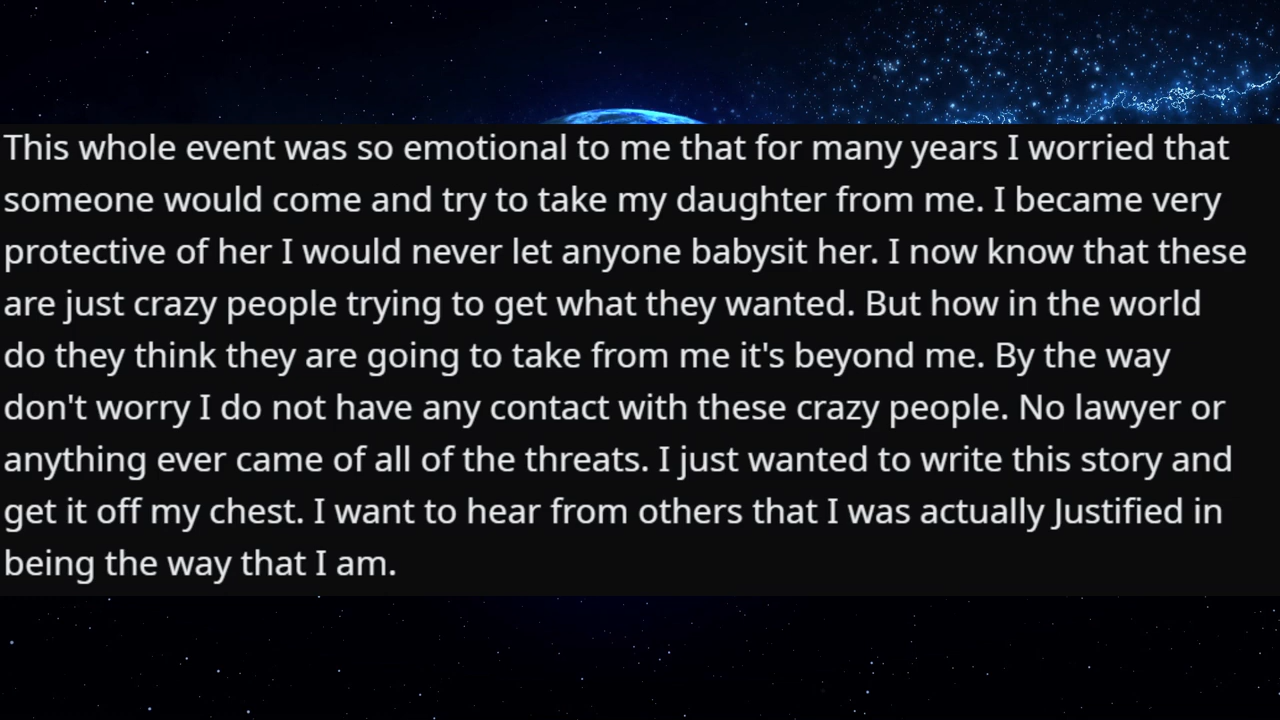 This whole event was so emotional to me that for many years I worried that
someone would come and try to take my daughter from me. I became very
protective of her I would never let anyone babysit her. I now know that these
are just crazy people trying to get what they wanted. But how in the world
do they think they are going to take from me it's beyond me. By the way
don't worry I do not have any contact with these crazy people. No lawyer or
anything ever came of all of the threats. I just wanted to write this story and
get it off my chest. I want to hear from others that I was actually Justified in
being the way that I am.